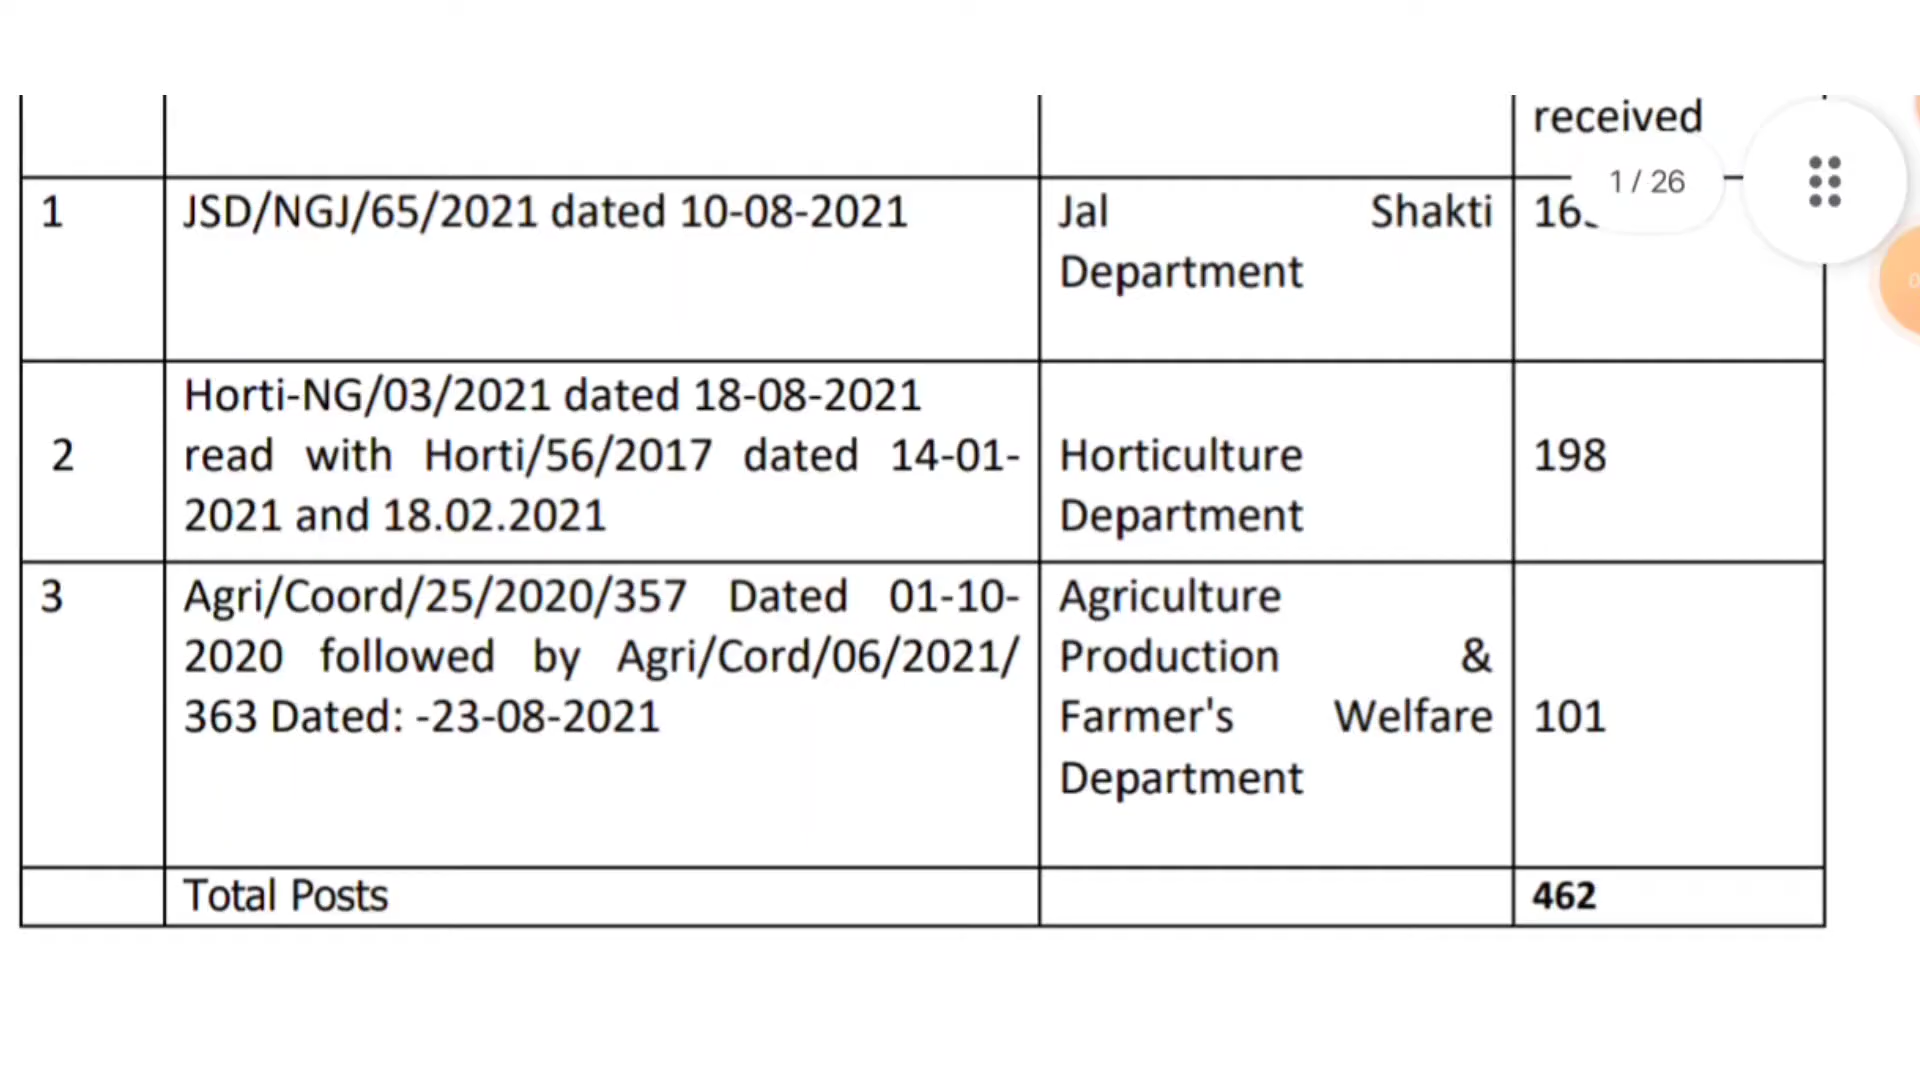 received
1 / 26
1 JSD/NGJ/65/2021 dated 10-08-2021 Jal Shakti
Department
Horti-NG/03/2021 dated 18-08-2021
2 read with Horti/56/2017 dated 14-01- Horticulture 198
2021 and 18.02.2021 Department
3 Agri/Coord/25/2020/357 Dated 01-10- Agriculture
2020 followed by Agri/Cord/06/2021/ Production &
363 Dated: -23-08-2021 Farmer's Welfare 101
Department
Total Posts 462